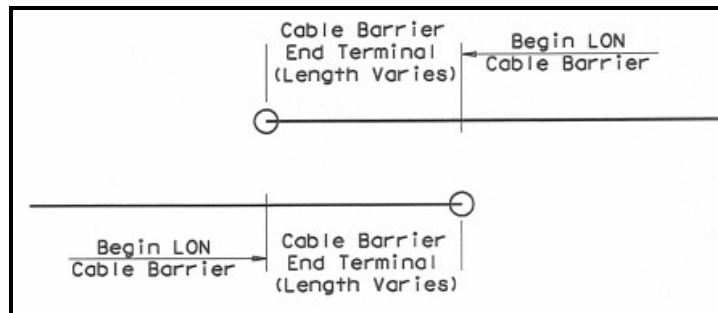 Cable Barrier
End Terminal
(Length Varies)
Begin LON
Cable Barrier
Begin LON
Cable Barrier
Cable Barrier
End Terminal
(Length Varies)